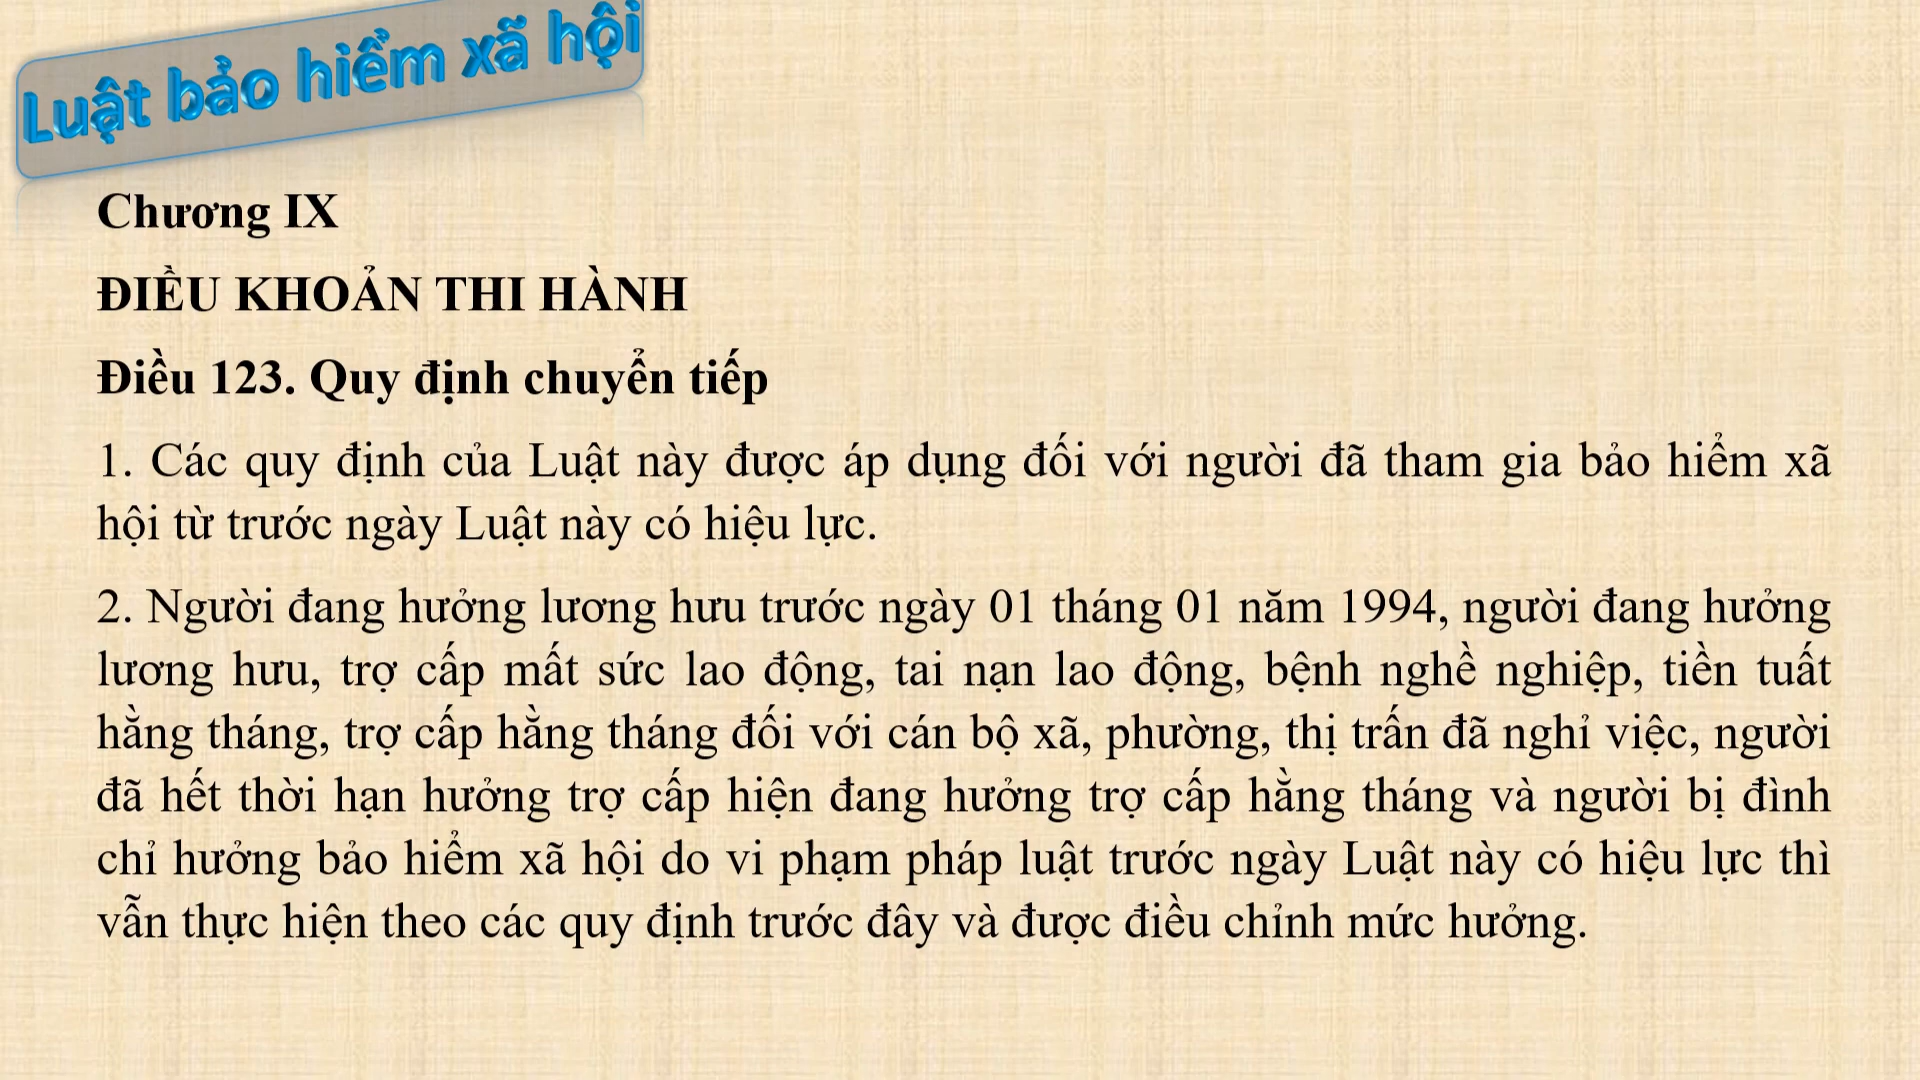 Luật bảo hiểm xã hội
Chương IX
ĐIỀU KHOẢN THI HÀNH
Điều 123. Quy định chuyển tiếp
1. Các quy định của Luật này được áp dụng đối với người đã tham gia bảo hiểm xã
hội từ trước ngày Luật này có hiệu lực.
2. Người đang hưởng lương hưu trước ngày 01 tháng 01 năm 1994, người đang hưởng
lương hưu, trợ cấp mất sức lao động, tai nạn lao động, bệnh nghề nghiệp, tiền tuất
hằng tháng, trợ cấp hằng tháng đối với cán bộ xã, phường, thị trấn đã nghỉ việc, người
đã hết thời hạn hưởng trợ cấp hiện đang hưởng trợ cấp hằng tháng và người bị đình
chỉ hưởng bảo hiểm xã hội do vi phạm pháp luật trước ngày Luật này có hiệu lực thì
vẫn thực hiện theo các quy định trước đây và được điều chỉnh mức hưởng.